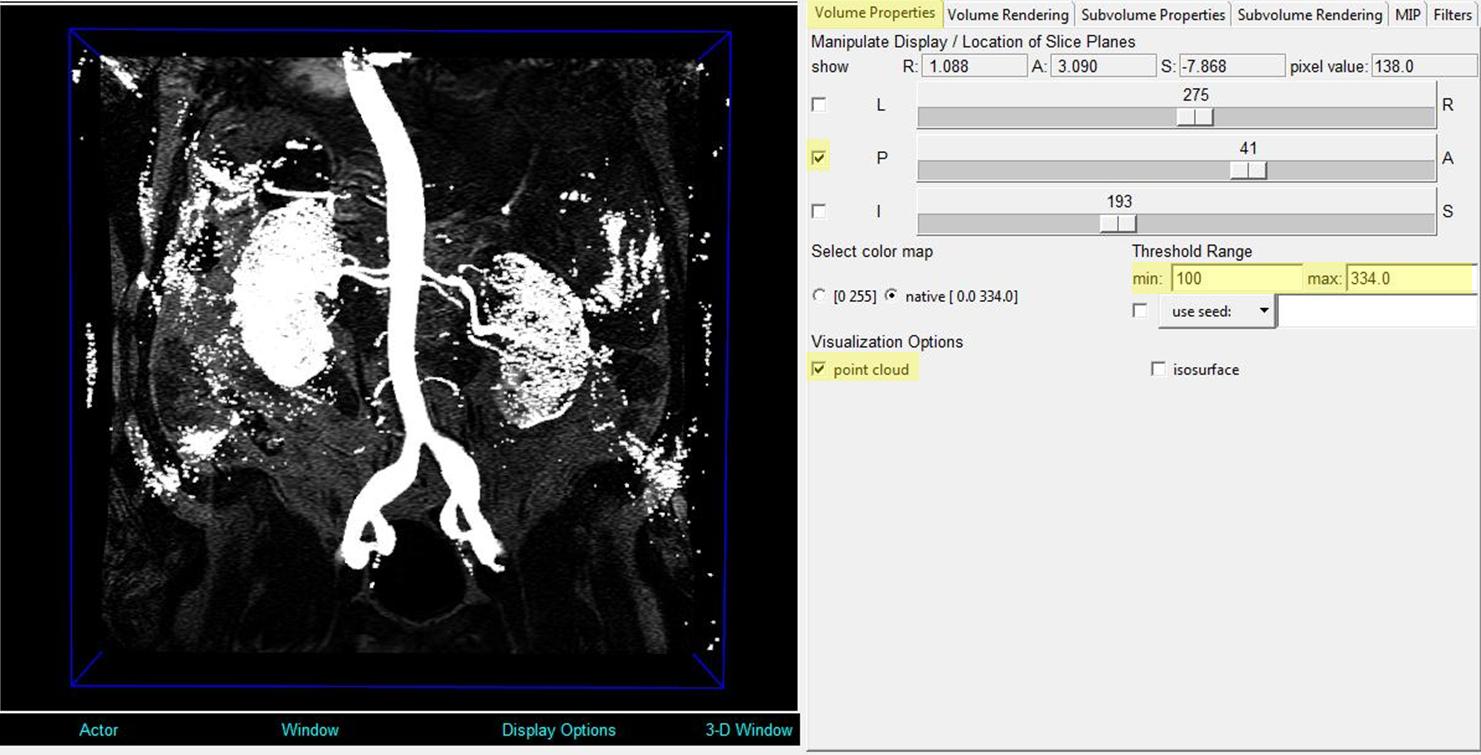 Volume Properties Volume Rendering Subvolume Properties Subvolume Rendering MIP Filters
Manipulate Display / Location of Slice Planes
show R: 1.088 A: 3.090 S: -7.868 pixel value: 138.0
275
L R
41
P A
193
I S
Select color map Threshold Range
min: 100 max: 334.0
[0 255] native [ 0.0 334.0]
use seed:
Visualization Options
point cloud isosurface
Actor Window Display Options 3-D Window